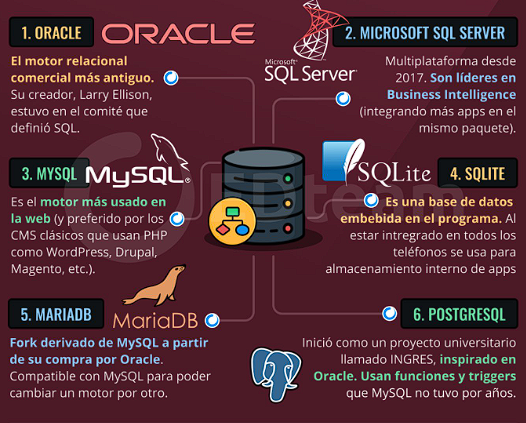 1. ORACLE
ORACLE
El motor relacional
comercial más antiguo.
Su creador, Larry Ellison,
estuvo en el comité que
definió SQL.
Microsoft®
SQL Server®
2. MICROSOFT SQL SERVER
Multiplataforma desde
2017. Son líderes en
Business Intelligence
(integrando más apps en el
mismo paquete).
3. MYSQL
MySQL®
Es el motor más usado en
la web (y preferido por los
CMS clásicos que usan PHP
como WordPress, Drupal,
Magento, etc.).
SQLite
4. SQLITE
Es una base de datos
embebida en el programa. Al
estar intregrado en todos los
teléfonos se usa para
almacenamiento interno de apps
EDteam
5. MARIADB
MariaDB
Fork derivado de MySQL a partir
de su compra por Oracle.
Compatible con MySQL para poder
cambiar un motor por otro.
6. POSTGRESQL
Inició como un proyecto universitario
llamado INGRES, inspirado en
Oracle. Usan funciones y triggers
que MySQL no tuvo por años.